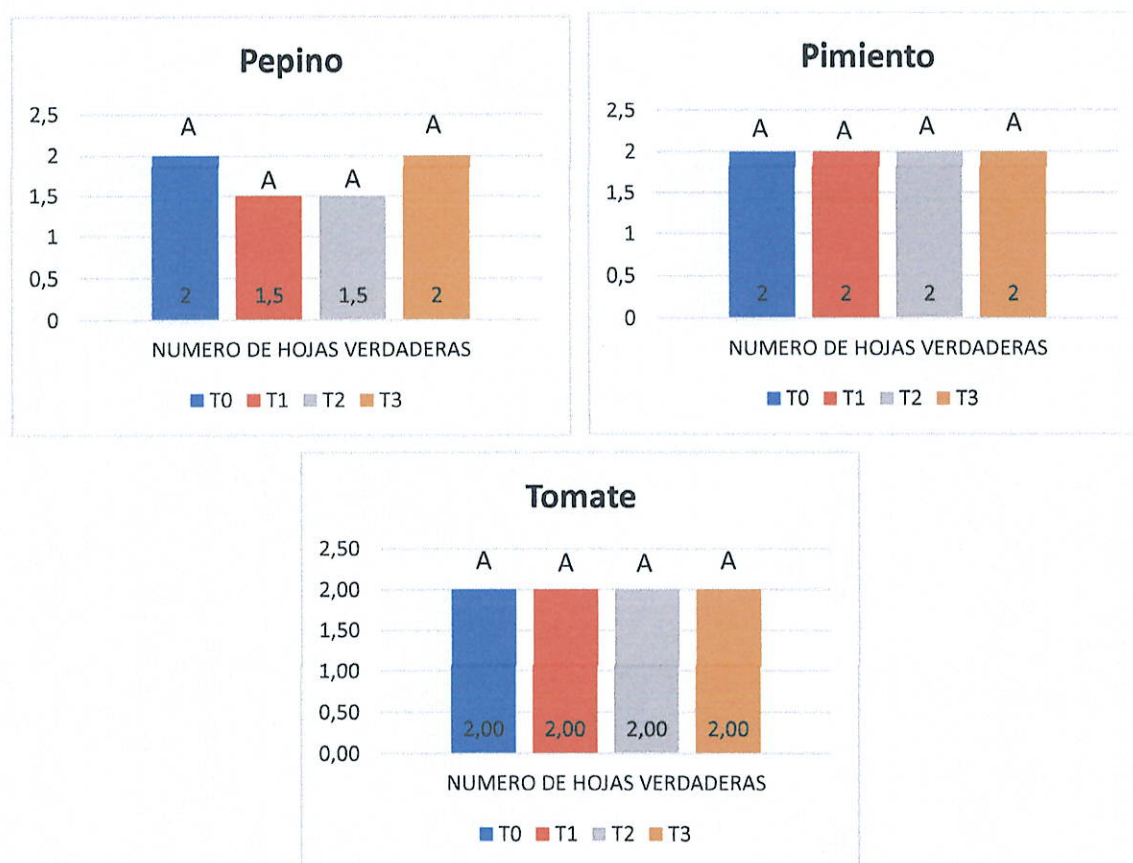 Pepino
2,5
2
1,5
1
0,5
0
A
A
A
A
2
1,5
1,5
2
NUMERO DE HOJAS VERDADERAS
T0 T1 T2 T3
Pimiento
2,5
2
1,5
1
0,5
0
A
A
A
A
2
2
2
2
NUMERO DE HOJAS VERDADERAS
T0 T1 T2 T3
Tomate
2,50
2,00
1,50
1,00
0,50
0,00
A
A
A
A
2,00
2,00
2,00
2,00
NUMERO DE HOJAS VERDADERAS
T0 T1 T2 T3